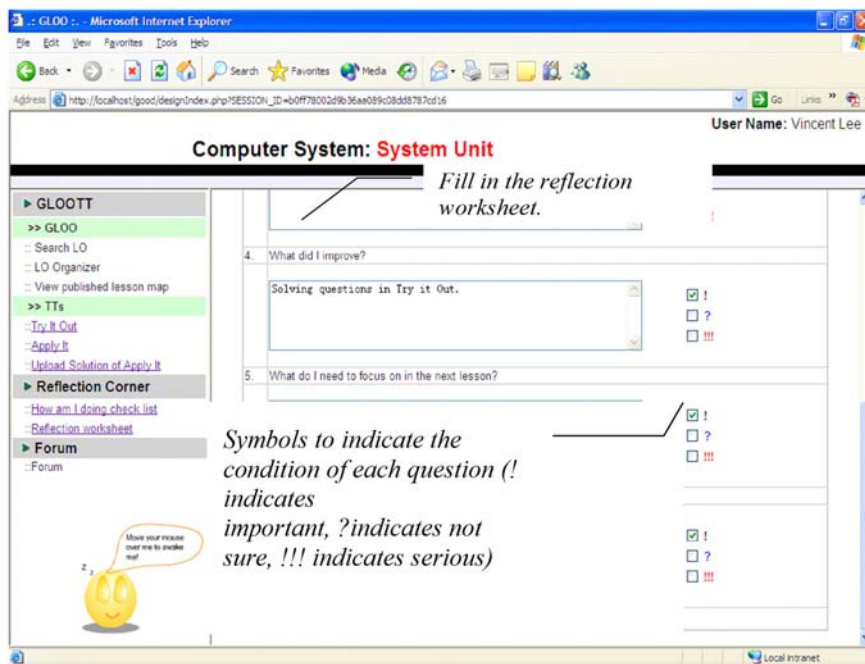 .: GLOO :. - Microsoft Internet Explorer
File Edit View Favorites Tools Help
Back Search Favorites Media
Address http://localhost/good/designIndex.php?SESSION_ID=b0ff78002d9b36aa089c08dd8787cd16 Go Links »
User Name: Vincent Lee
Computer System: System Unit
Fill in the reflection
worksheet.
GLOOTT
>> GLOO
:: Search LO
:: LO Organizer
:: View published lesson map
>> TTs
::Try It Out
::Apply It
::Upload Solution of Apply It
Reflection Corner
::How am I doing check list
::Reflection worksheet
Forum
::Forum
Move your mouse
over me to awake
me!
z z
!
4. What did I improve?
Solving questions in Try it Out.
!
?
!!!
5. What do I need to focus on in the next lesson?
!
?
!!!
Symbols to indicate the
condition of each question (!
indicates
important, ?indicates not
sure, !!! indicates serious)
!
?
!!!
Local intranet